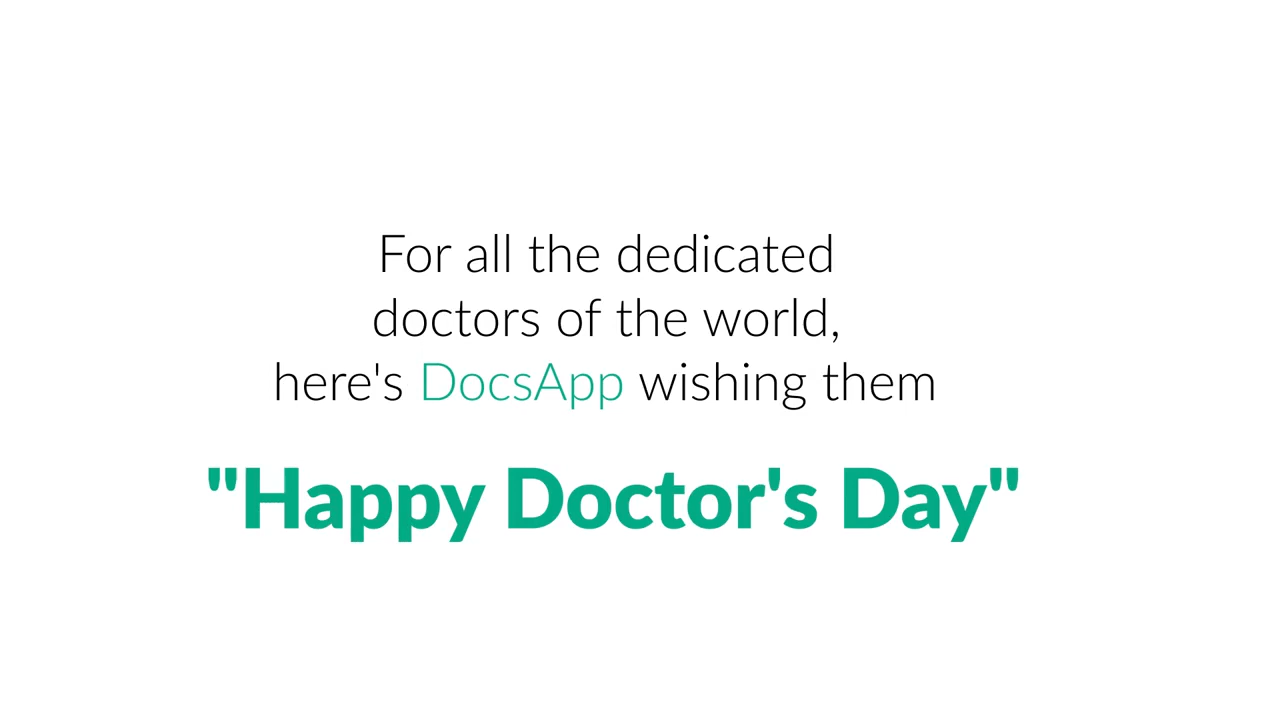 For all the dedicated
doctors of the world,
here's DocsApp wishing them
"Happy Doctor's Day"